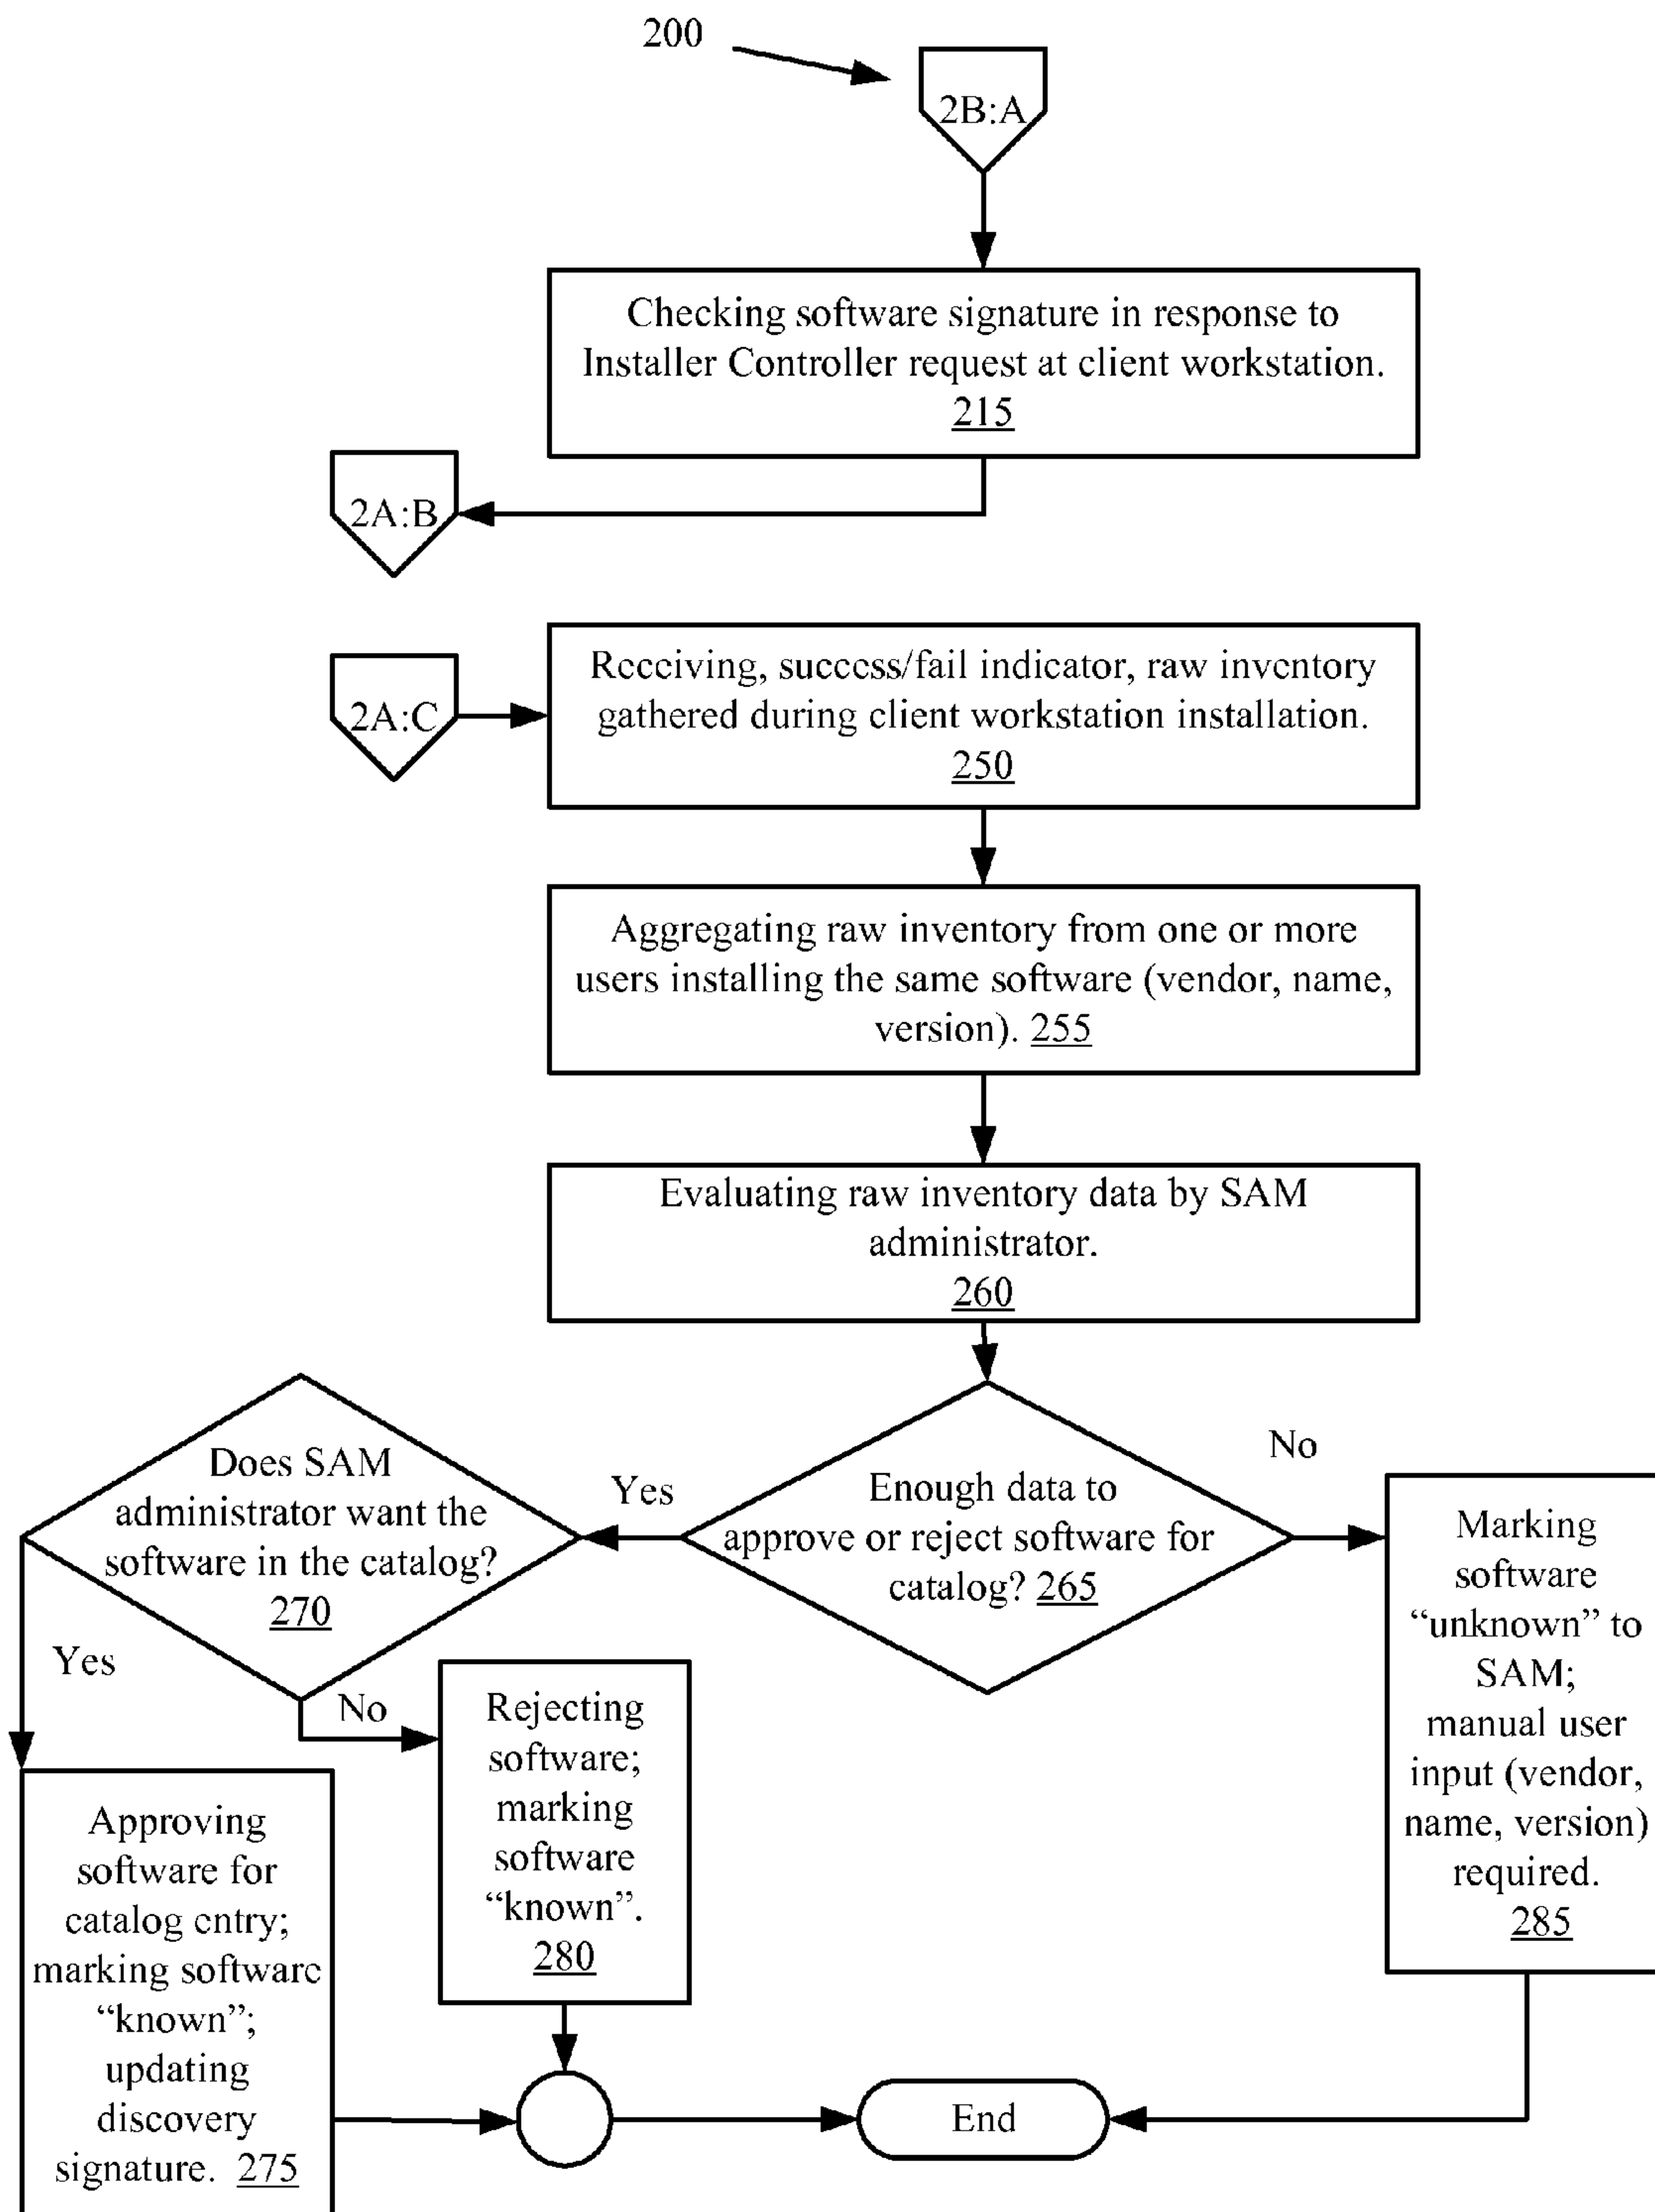 200
2B:A
Checking software signature in response to
Installer Controller request at client workstation.
215
2A:B
2A:C
Receiving, success/fail indicator, raw inventory
gathered during client workstation installation.
250
Aggregating raw inventory from one or more
users installing the same software (vendor, name,
version). 255
Evaluating raw inventory data by SAM
administrator.
260
Does SAM
administrator want the
software in the catalog?
270
Yes
Enough data to
approve or reject software for
catalog? 265
No
Marking
software
“unknown” to
SAM;
manual user
input (vendor,
name, version)
required.
285
Yes
No
Rejecting
software;
marking
software
“known”.
280
Approving
software for
catalog entry;
marking software
“known”;
updating
discovery
signature. 275
End